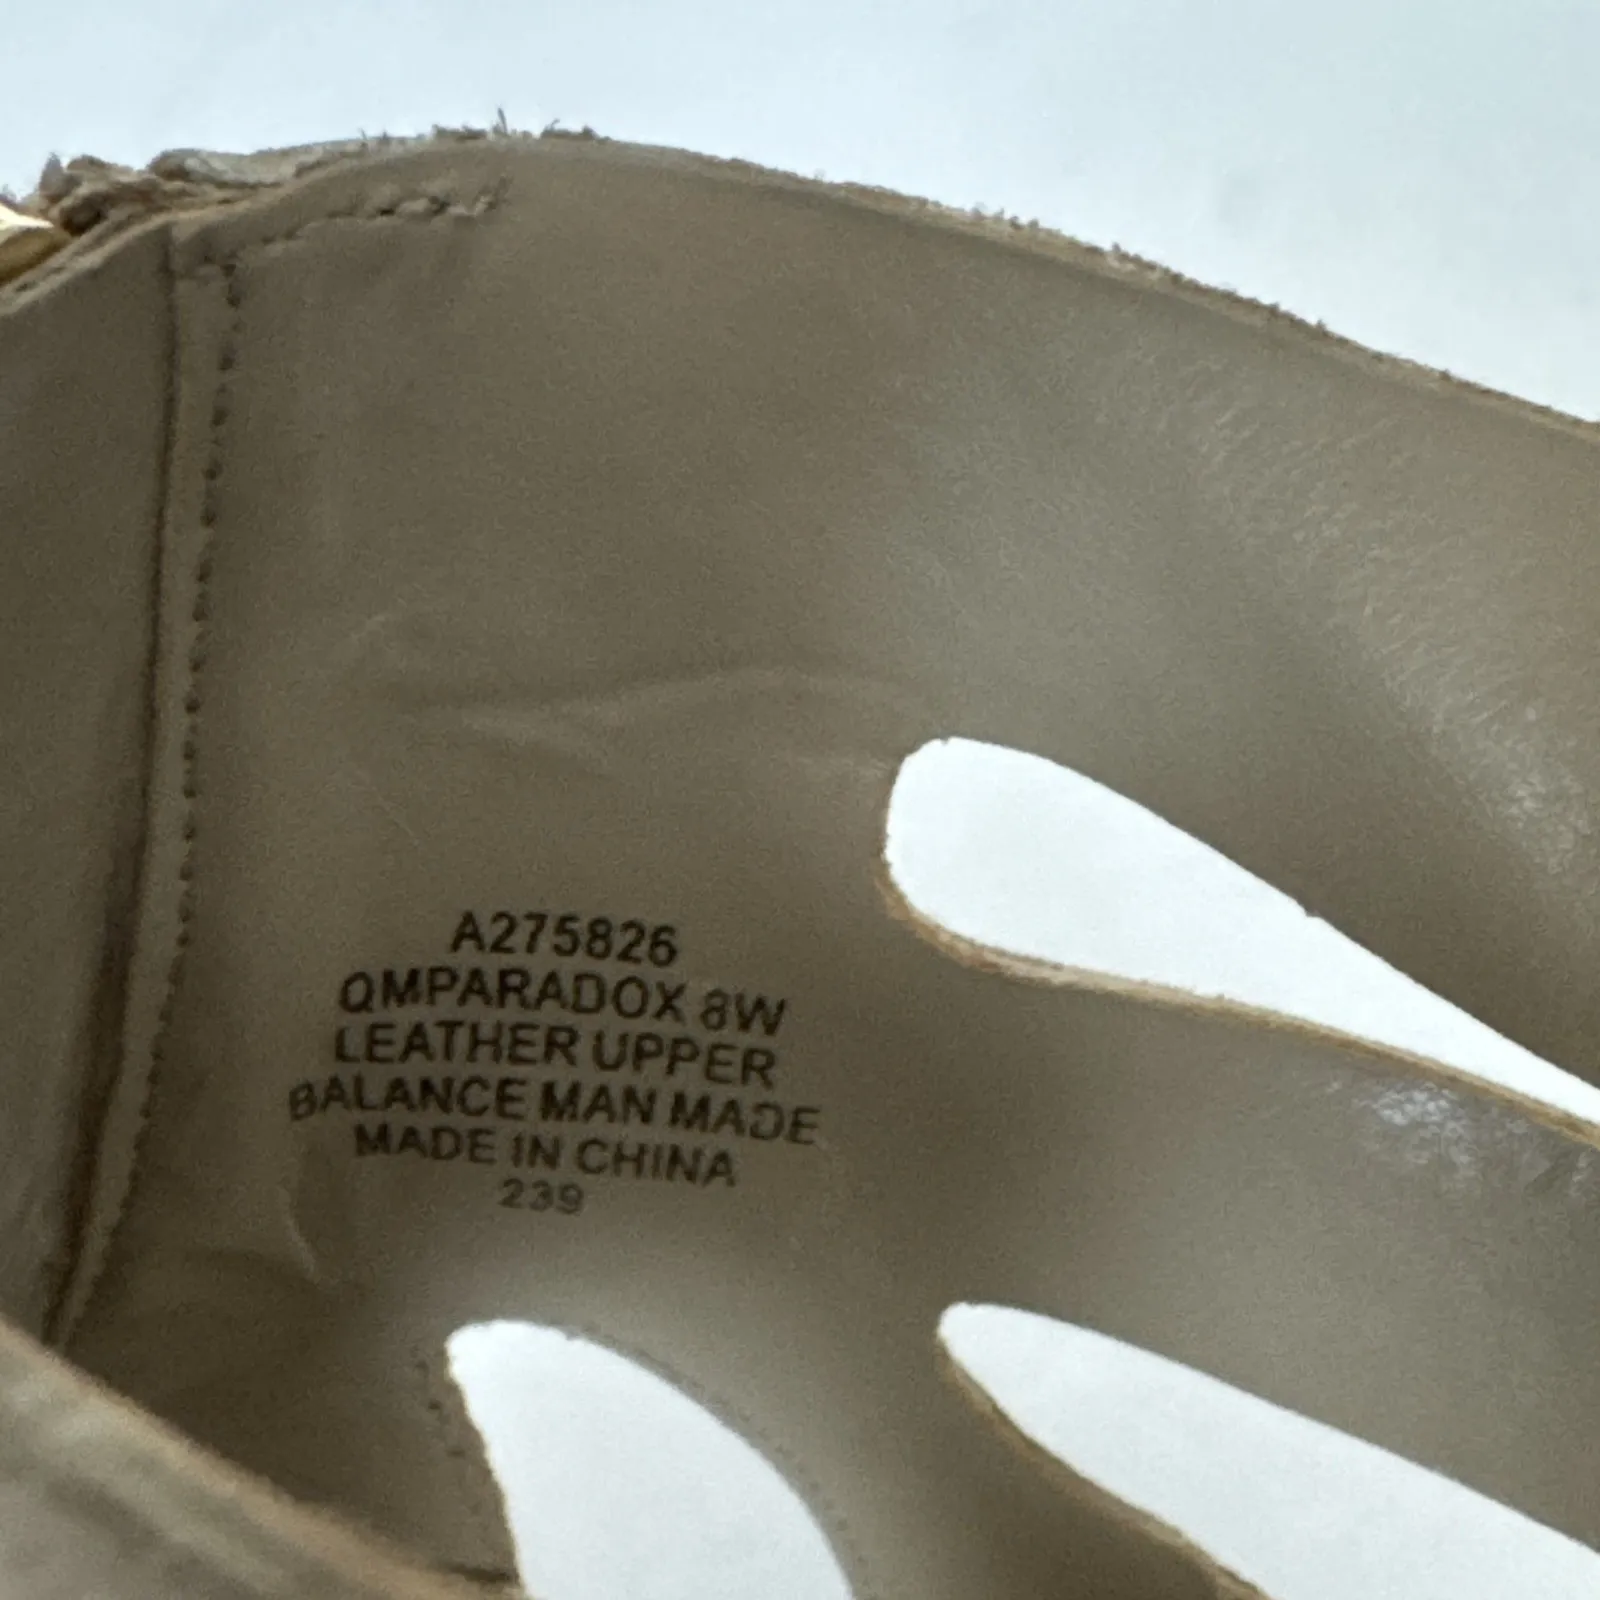 A275826
QMPARADOX 8W
LEATHER UPPER
BALANCE MAN MADE
MADE IN CHINA
239